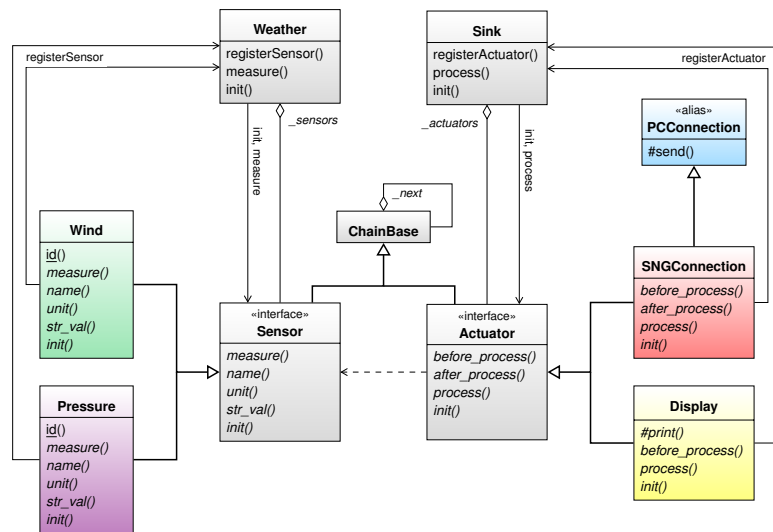 Weather
registerSensor()
measure()
init()
Sink
registerActuator()
process()
init()
registerSensor
registerActuator
_sensors
_actuators
init, measure
init, process
«alias»
PCConnection
#send()
_next
ChainBase
Wind
id()
measure()
name()
unit()
str_val()
init()
SNGConnection
before_process()
after_process()
process()
init()
«interface»
Sensor
measure()
name()
unit()
str_val()
init()
«interface»
Actuator
before_process()
after_process()
process()
init()
Pressure
id()
measure()
name()
unit()
str_val()
init()
Display
#print()
before_process()
process()
init()